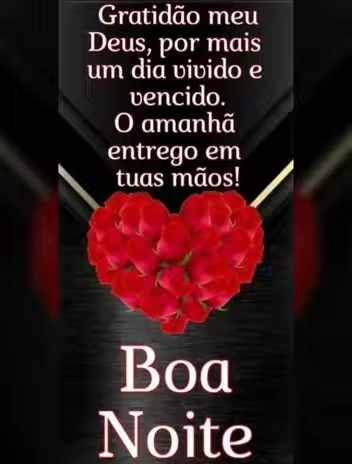 Gratidão meu
Deus, por mais
um dia vivido e
vencido.
O amanhã
entrego em
tuas mãos!
Boa
Noite